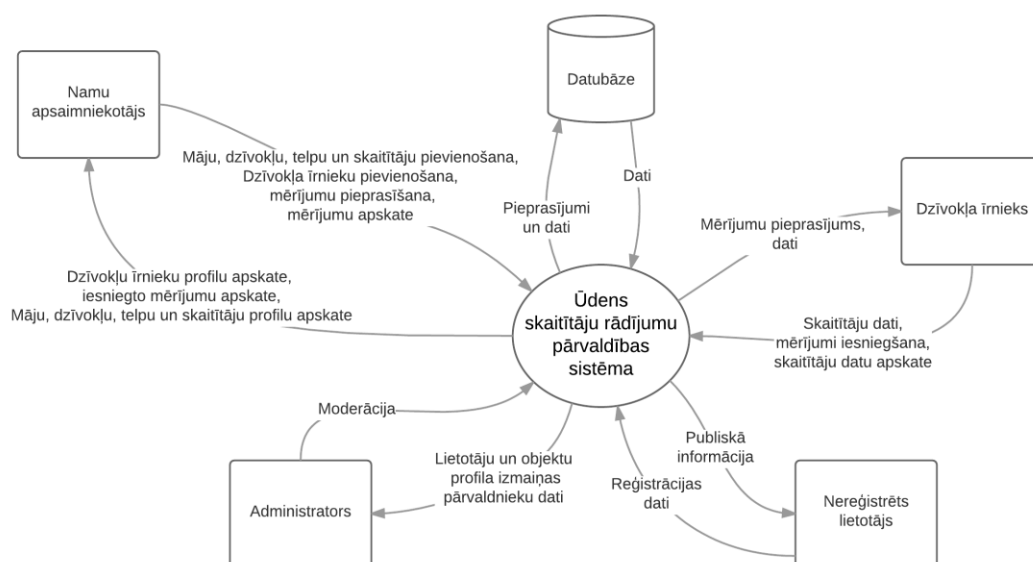 Namu
apsaimniekotājs
Datubāze
Māju, dzīvokļu, telpu un skaitītāju pievienošana,
Dzīvokļa īrnieku pievienošana,
mērījumu pieprasīšana,
mērījumu apskate
Dati
Pieprasījumi
un dati
Dzīvokļa īrnieks
Mērījumu pieprasījums,
dati
Dzīvokļu īrnieku profilu apskate,
iesniegto mērījumu apskate,
Māju, dzīvokļu, telpu un skaitītāju profilu apskate
Ūdens
skaitītāju rādījumu
pārvaldības
sistēma
Skaitītāju dati,
mērījumi iesniegšana,
skaitītāju datu apskate
Moderācija
Publiskā
informācija
Lietotāju un objektu
profila izmaiņas
pārvaldnieku dati
Reģistrācijas
dati
Administrators
Nereģistrēts
lietotājs